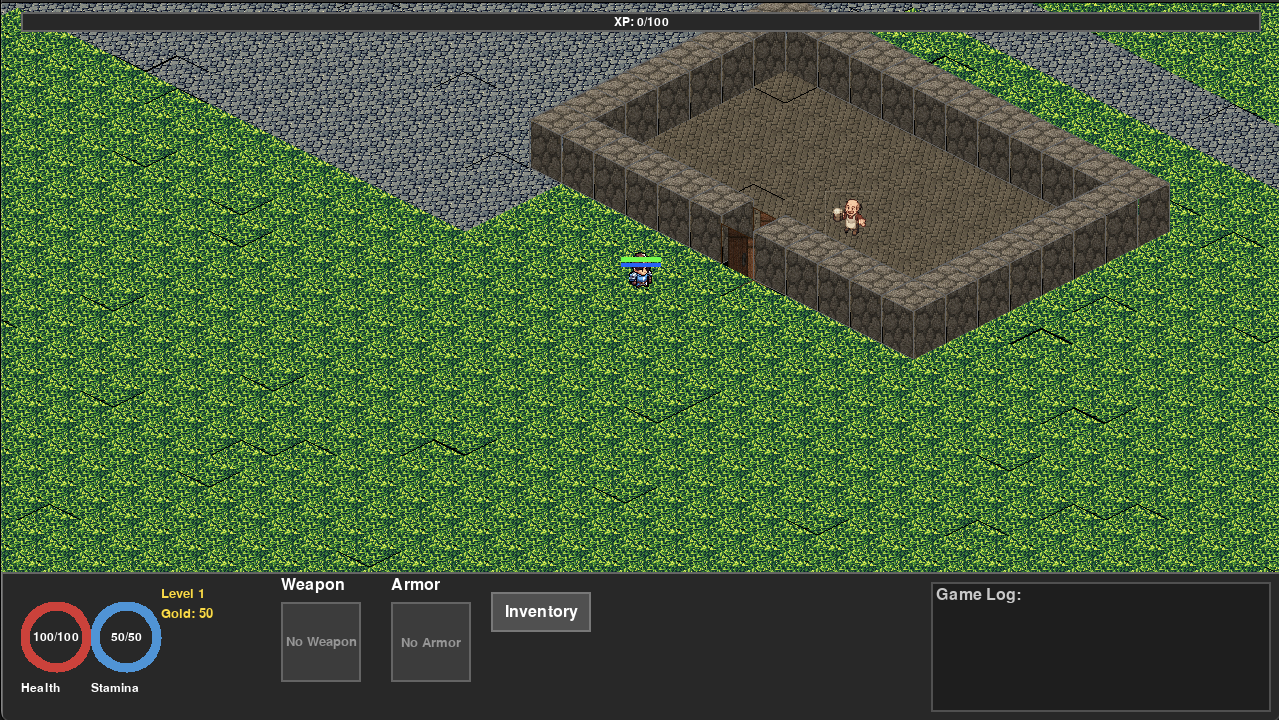 XP: 0/100
Level 1
Gold: 50
100/100
50/50
Health
Stamina
Weapon
No Weapon
Armor
No Armor
Inventory
Game Log: